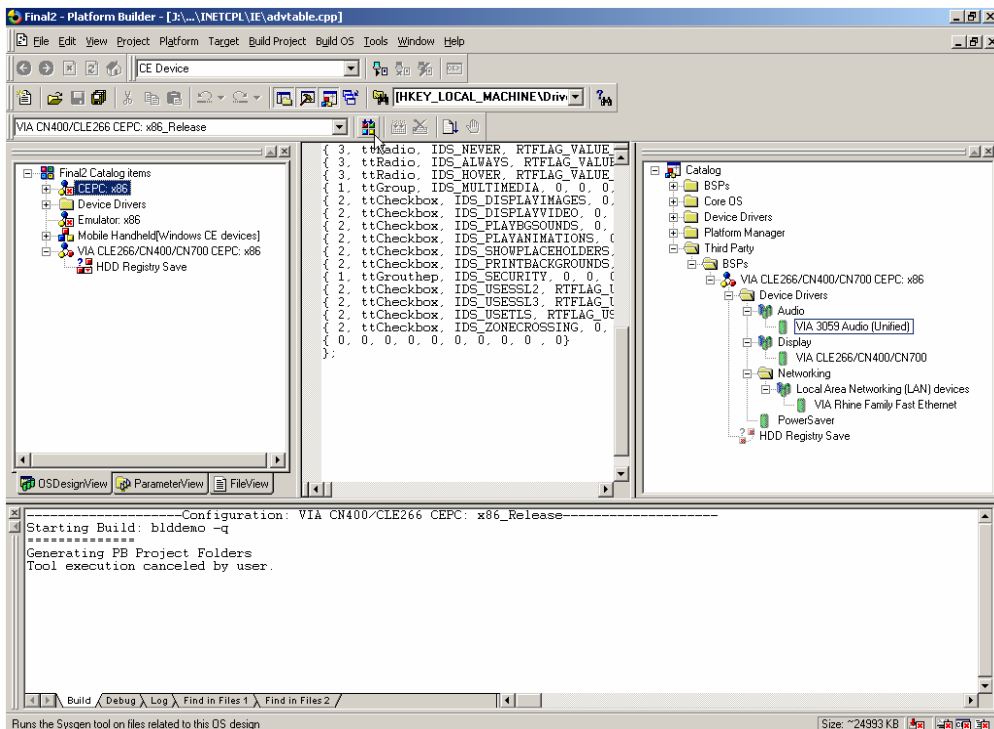 Final2 - Platform Builder - [J:\...\INETCPL\IE\advtable.cpp]
File Edit View Project Platform Target Build Project Build OS Tools Window Help
CE Device
[HKEY_LOCAL_MACHINE\Driv
VIA CN400/CLE266 CEPC: x86_Release
Final2 Catalog items
CEPC: x86
Device Drivers
Emulator: x86
Mobile Handheld[Windows CE devices]
VIA CLE266/CN400/CN700 CEPC: x86
HDD Registry Save
OSDesignView ParameterView FileView
{ 3, ttRadio, IDS_NEVER, RTFLAG_VALUE_
{ 3, ttRadio, IDS_ALWAYS, RTFLAG_VALUE
{ 3, ttRadio, IDS_HOVER, RTFLAG_VALUE_
{ 1, ttGroup, IDS_MULTIMEDIA, 0, 0, 0,
{ 2, ttCheckbox, IDS_DISPLAYIMAGES, 0,
{ 2, ttCheckbox, IDS_DISPLAYVIDEO, 0,
{ 2, ttCheckbox, IDS_PLAYBGSOUNDS, 0,
{ 2, ttCheckbox, IDS_PLAYANIMATIONS, 0
{ 2, ttCheckbox, IDS_SHOWPLACEHOLDERS,
{ 2, ttCheckbox, IDS_PRINTBACKGROUNDS,
{ 1, ttGrouthep, IDS_SECURITY, 0, 0, 0
{ 2, ttCheckbox, IDS_USESSL2, RTFLAG_U
{ 2, ttCheckbox, IDS_USESSL3, RTFLAG_U
{ 2, ttCheckbox, IDS_USETLS, RTFLAG_US
{ 2, ttCheckbox, IDS_ZONECROSSING, 0,
{ 0, 0, 0, 0, 0, 0, 0, 0 , 0}
};
Catalog
BSPs
Core OS
Device Drivers
Platform Manager
Third Party
BSPs
VIA CLE266/CN400/CN700 CEPC: x86
Device Drivers
Audio
VIA 3059 Audio (Unified)
Display
VIA CLE266/CN400/CN700
Networking
Local Area Networking (LAN) devices
VIA Rhine Family Fast Ethernet
PowerSaver
HDD Registry Save
--------------------Configuration: VIA CN400/CLE266 CEPC: x86_Release--------------------
Starting Build: blddemo -q
==============
Generating PB Project Folders
Tool execution canceled by user.
Build Debug Log Find in Files 1 Find in Files 2
Runs the Sysgen tool on files related to this OS design
Size: ~24993 KB